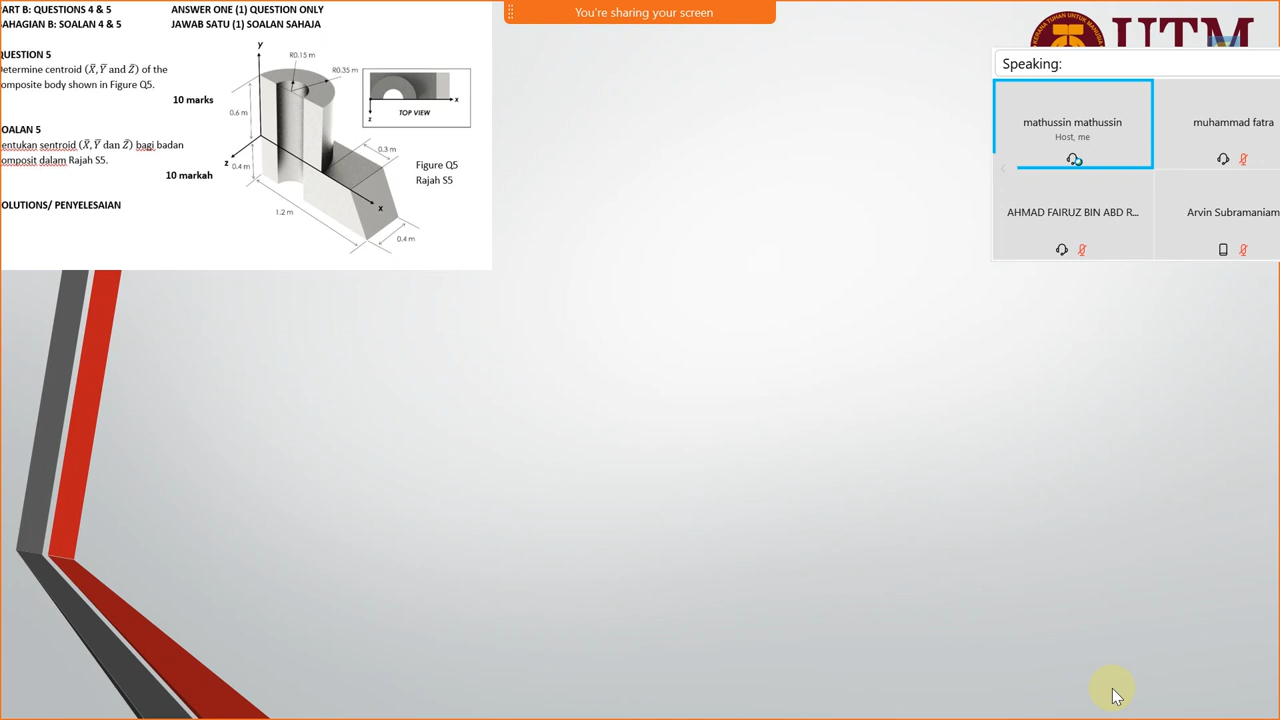 You're sharing your screen
ART B: QUESTIONS 4 & 5 ANSWER ONE (1) QUESTION ONLY
AHAGIAN B: SOALAN 4 & 5 JAWAB SATU (1) SOALAN SAHAJA
UESTION 5
etermine centroid (X̅, Y̅ and Z̅) of the
omposite body shown in Figure Q5.
10 marks
OALAN 5
entukan sentroid (X̅, Y̅ dan Z̅) bagi badan
omposit dalam Rajah S5.
10 markah
OLUTIONS/ PENYELESAIAN
y
R0.15 m
R0.35 m
0.6 m
z
0.4 m
0.3 m
1.2 m
x
0.4 m
x
z
TOP VIEW
Figure Q5
Rajah S5
UTM
Speaking:
mathussin mathussin
Host, me
muhammad fatra
AHMAD FAIRUZ BIN ABD R...
Arvin Subramaniam